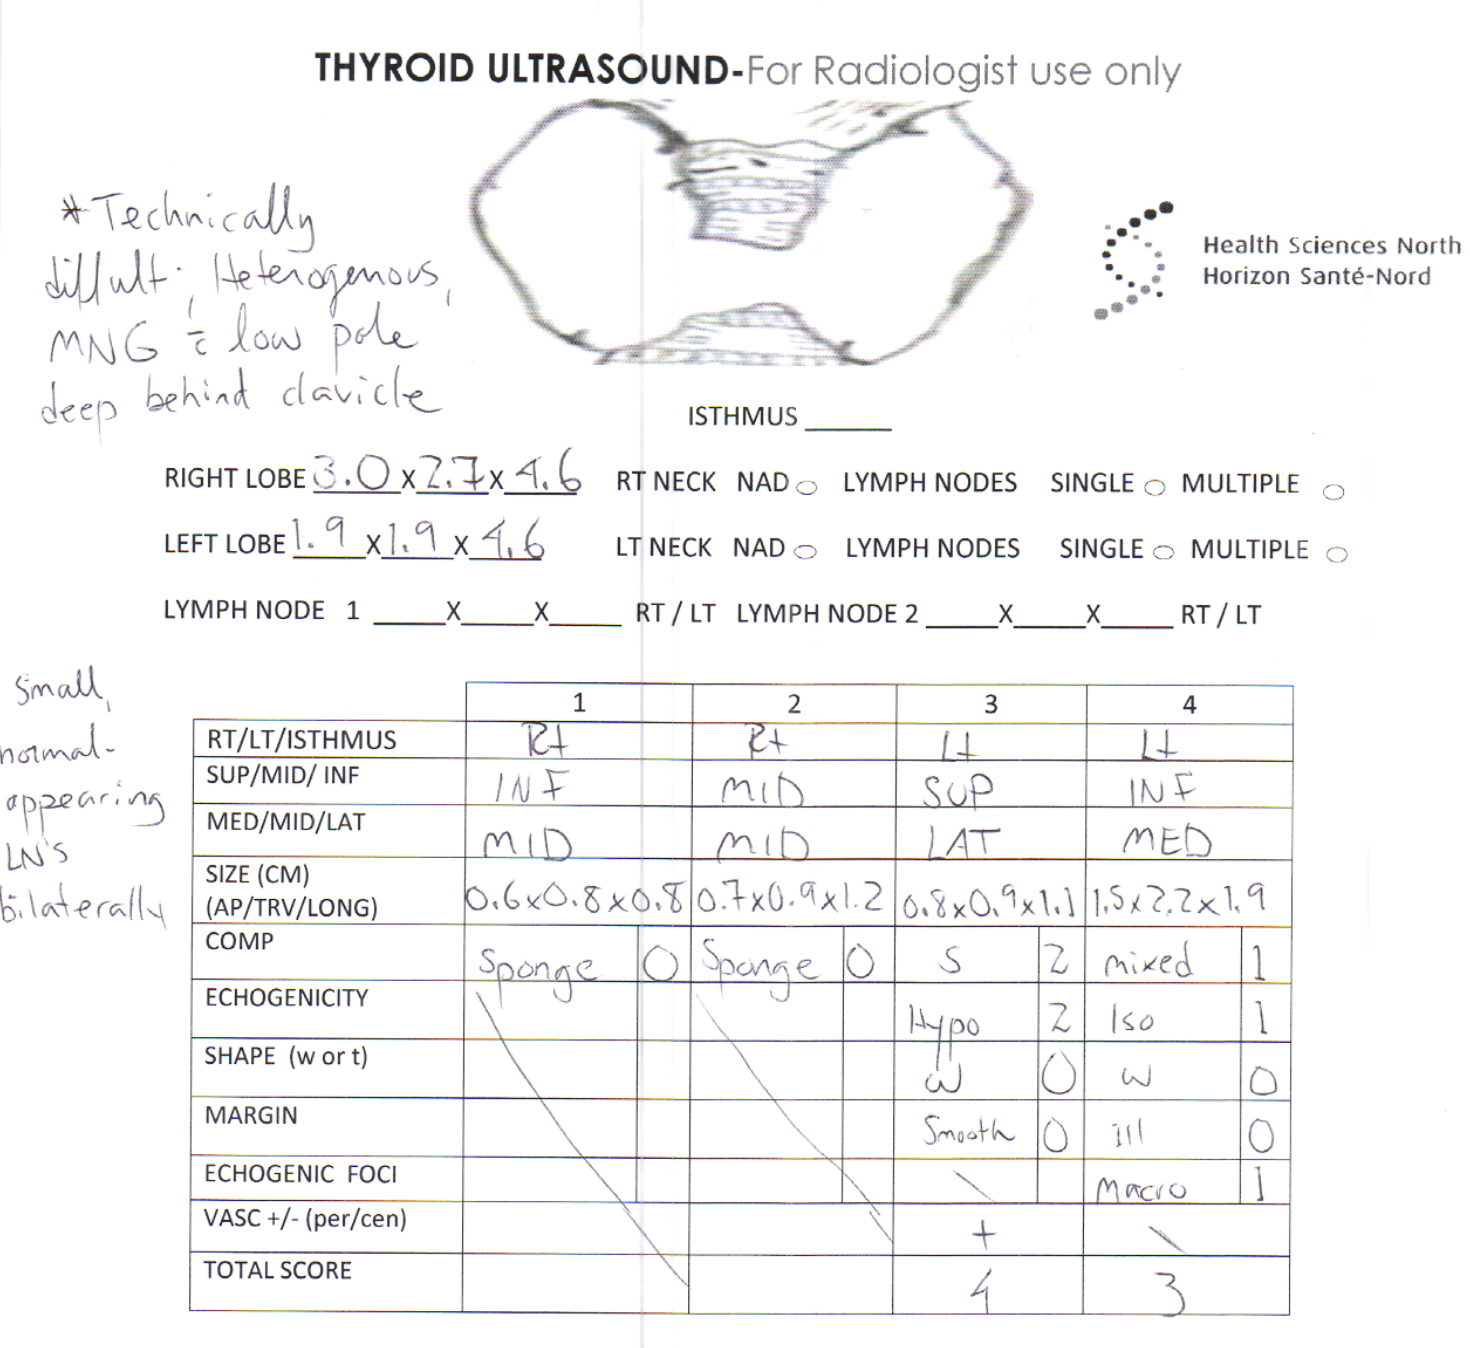 THYROID ULTRASOUND-For Radiologist use only
*Technically
diffult; Heterogenous,
MNG c̄ low pole
deep behind clavicle
Health Sciences North
Horizon Santé-Nord
ISTHMUS ______
RIGHT LOBE 3.0 x 2.7 x 4.6 RT NECK NAD ○ LYMPH NODES SINGLE ○ MULTIPLE ○
LEFT LOBE 1.9 x 1.9 x 4.6 LT NECK NAD ○ LYMPH NODES SINGLE ○ MULTIPLE ○
LYMPH NODE 1 _____X_____X_____ RT / LT LYMPH NODE 2 _____X_____X_____ RT / LT
Small,
normal-
appearing
LN's
bilaterally
1 2 3 4
RT/LT/ISTHMUS Rt Rt Lt Lt
SUP/MID/ INF INF MID SUP INF
MED/MID/LAT MID MID LAT MED
SIZE (CM)
(AP/TRV/LONG) 0.6x0.8x0.8 0.7x0.9x1.2 0.8x0.9x1.1 1.5x2.2x1.9
COMP Sponge 0 Sponge 0 S 2 mixed 1
ECHOGENICITY Hypo 2 Iso 1
SHAPE (w or t) W 0 W 0
MARGIN Smooth 0 ill 0
ECHOGENIC FOCI \ Macro 1
VASC +/- (per/cen) + \
TOTAL SCORE 4 3